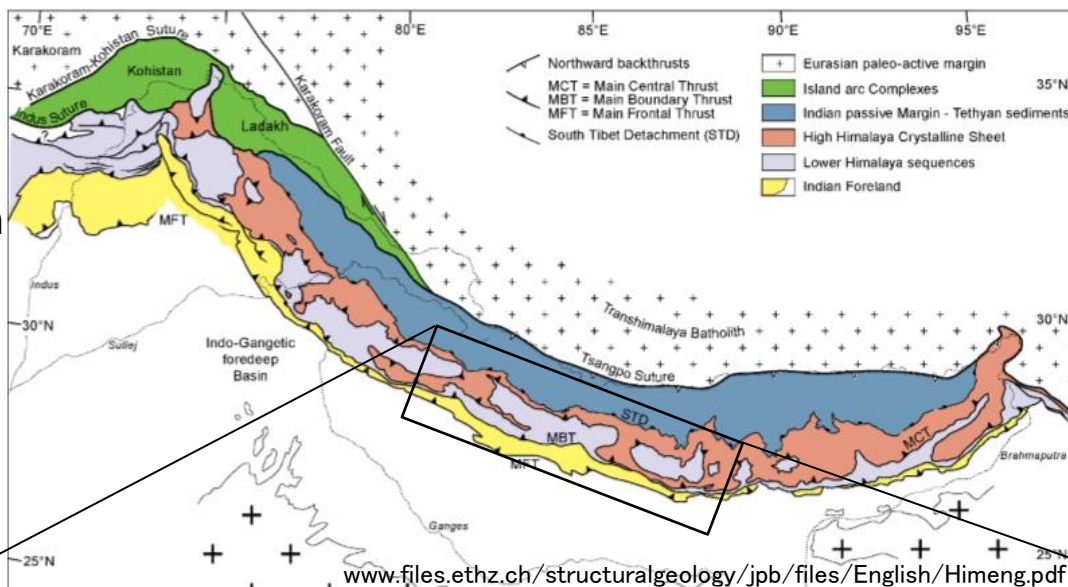 70°E
80°E
90°E
95°E
Karakoram
Karakoram-Kohistan Suture
Kohistan
Indus Suture
?
Ladakh
Karakoram Fault
Northward backthrusts
MCT = Main Central Thrust
MBT = Main Boundary Thrust
MFT = Main Frontal Thrust
South Tibet Detachment (STD)
Eurasian paleo-active margin
35°N
Island arc Complexes
Indian passive Margin - Tethyan sediments
High Himalaya Crystalline Sheet
Lower Himalaya sequences
Indian Foreland
MFT
Indus
30°N
Sutlej
Indo-Gangetic
foredeep
Basin
Transhimalaya Batholith
Tsangpo Suture
30°N
STD
MBT
MCT
MFT
Brahmaputra
Ganges
25°N
25°N
www.files.ethz.ch/structuralgeology/jpb/files/English/Himeng.pdf